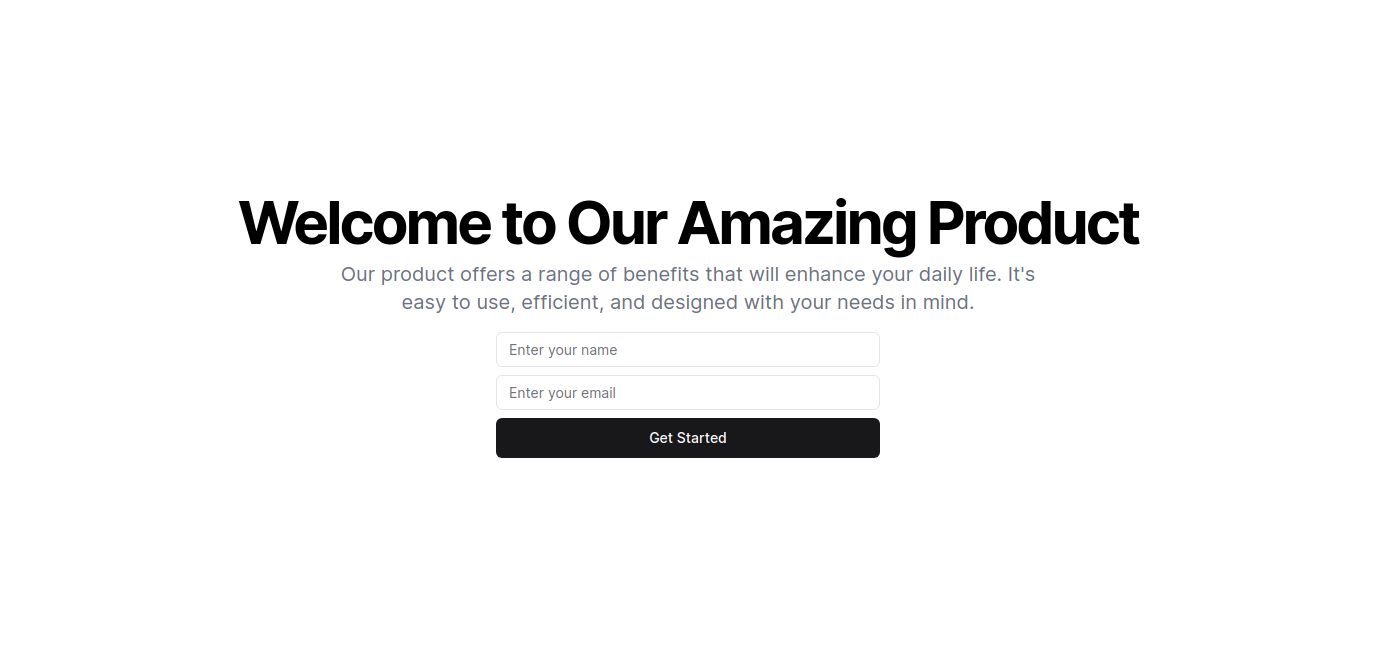 Welcome to Our Amazing Product
Our product offers a range of benefits that will enhance your daily life. It's
easy to use, efficient, and designed with your needs in mind.
Enter your name
Enter your email
Get Started